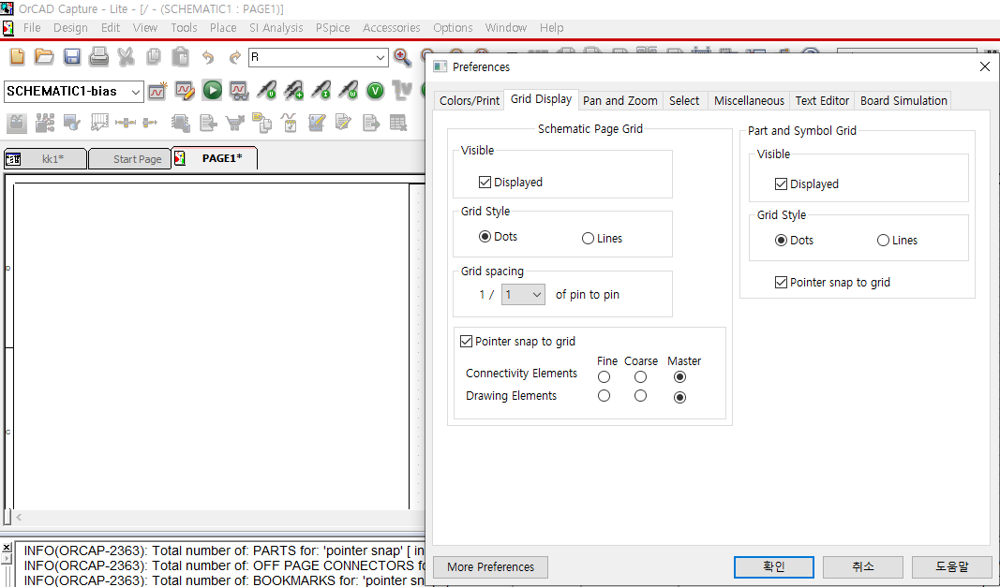 OrCAD Capture - Lite - [/ - (SCHEMATIC1 : PAGE1)]
File Design Edit View Tools Place SI Analysis PSpice Accessories Options Window Help
R
SCHEMATIC1-bias
V
kk1*
Start Page
PAGE1*
D
C
INFO(ORCAP-2363): Total number of: PARTS for: 'pointer snap' [ in
INFO(ORCAP-2363): Total number of: OFF PAGE CONNECTORS fo
INFO(ORCAP-2363): Total number of: BOOKMARKS for: 'pointer sn
Preferences
Colors/Print Grid Display Pan and Zoom Select Miscellaneous Text Editor Board Simulation
Schematic Page Grid
Visible
Displayed
Grid Style
Dots Lines
Grid spacing
1 / 1 of pin to pin
Pointer snap to grid
Fine Coarse Master
Connectivity Elements
Drawing Elements
Part and Symbol Grid
Visible
Displayed
Grid Style
Dots Lines
Pointer snap to grid
More Preferences
확인
취소
도움말